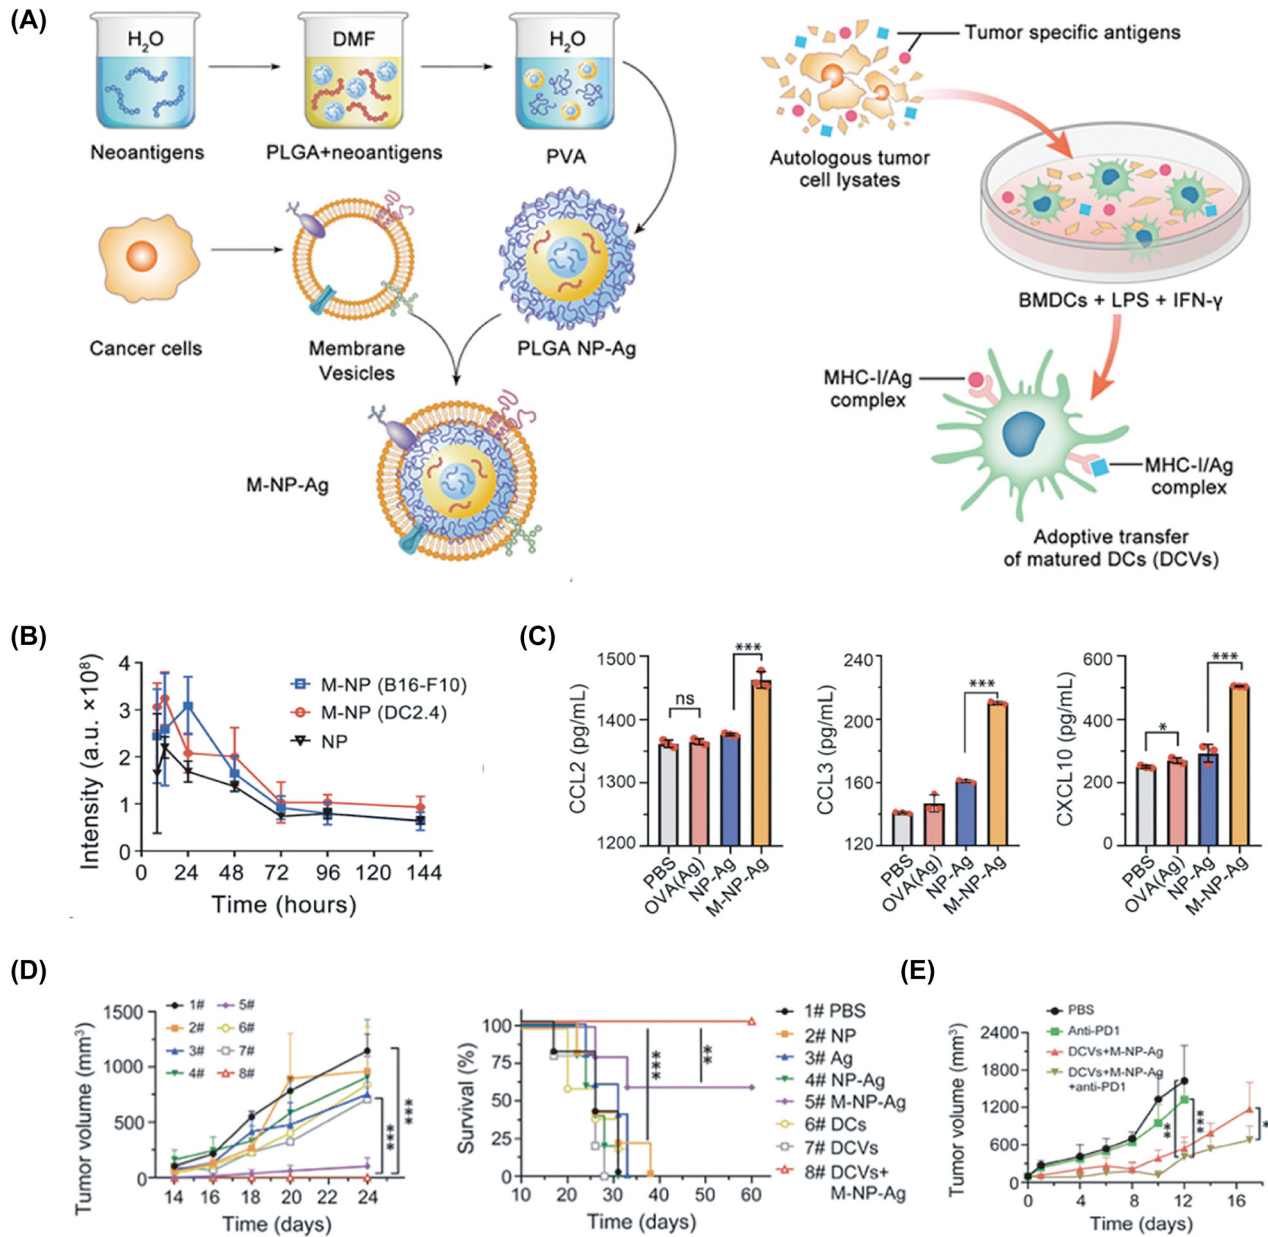 (A)
H₂O
DMF
H₂O
Neoantigens
PLGA+neoantigens
PVA
Cancer cells
Membrane
Vesicles
PLGA NP-Ag
M-NP-Ag
Tumor specific antigens
Autologous tumor
cell lysates
BMDCs + LPS + IFN-γ
MHC-I/Ag
complex
MHC-I/Ag
complex
Adoptive transfer
of matured DCs (DCVs)
(B)
Intensity (a.u. ×10⁸)
4
3
2
1
0
0 24 48 72 96 120 144
Time (hours)
M-NP (B16-F10)
M-NP (DC2.4)
NP
(C)
CCL2 (pg/mL)
1500
1400
1300
1200
ns
***
PBS
OVA(Ag)
NP-Ag
M-NP-Ag
CCL3 (pg/mL)
240
200
160
120
***
PBS
OVA(Ag)
NP-Ag
M-NP-Ag
CXCL10 (pg/mL)
600
400
200
0
*
***
PBS
OVA(Ag)
NP-Ag
M-NP-Ag
(D)
Tumor volume (mm³)
1500
1000
500
0
1# 5#
2# 6#
3# 7#
4# 8#
***
***
14 16 18 20 22 24
Time (days)
Survival (%)
100
75
50
25
0
***
**
10 20 30 40 50 60
Time (days)
1# PBS
2# NP
3# Ag
4# NP-Ag
5# M-NP-Ag
6# DCs
7# DCVs
8# DCVs+
M-NP-Ag
(E)
Tumor volume (mm³)
2400
1800
1200
600
0
PBS
Anti-PD1
DCVs+M-NP-Ag
DCVs+M-NP-Ag
+anti-PD1
**
***
*
0 4 8 12 16
Time (days)